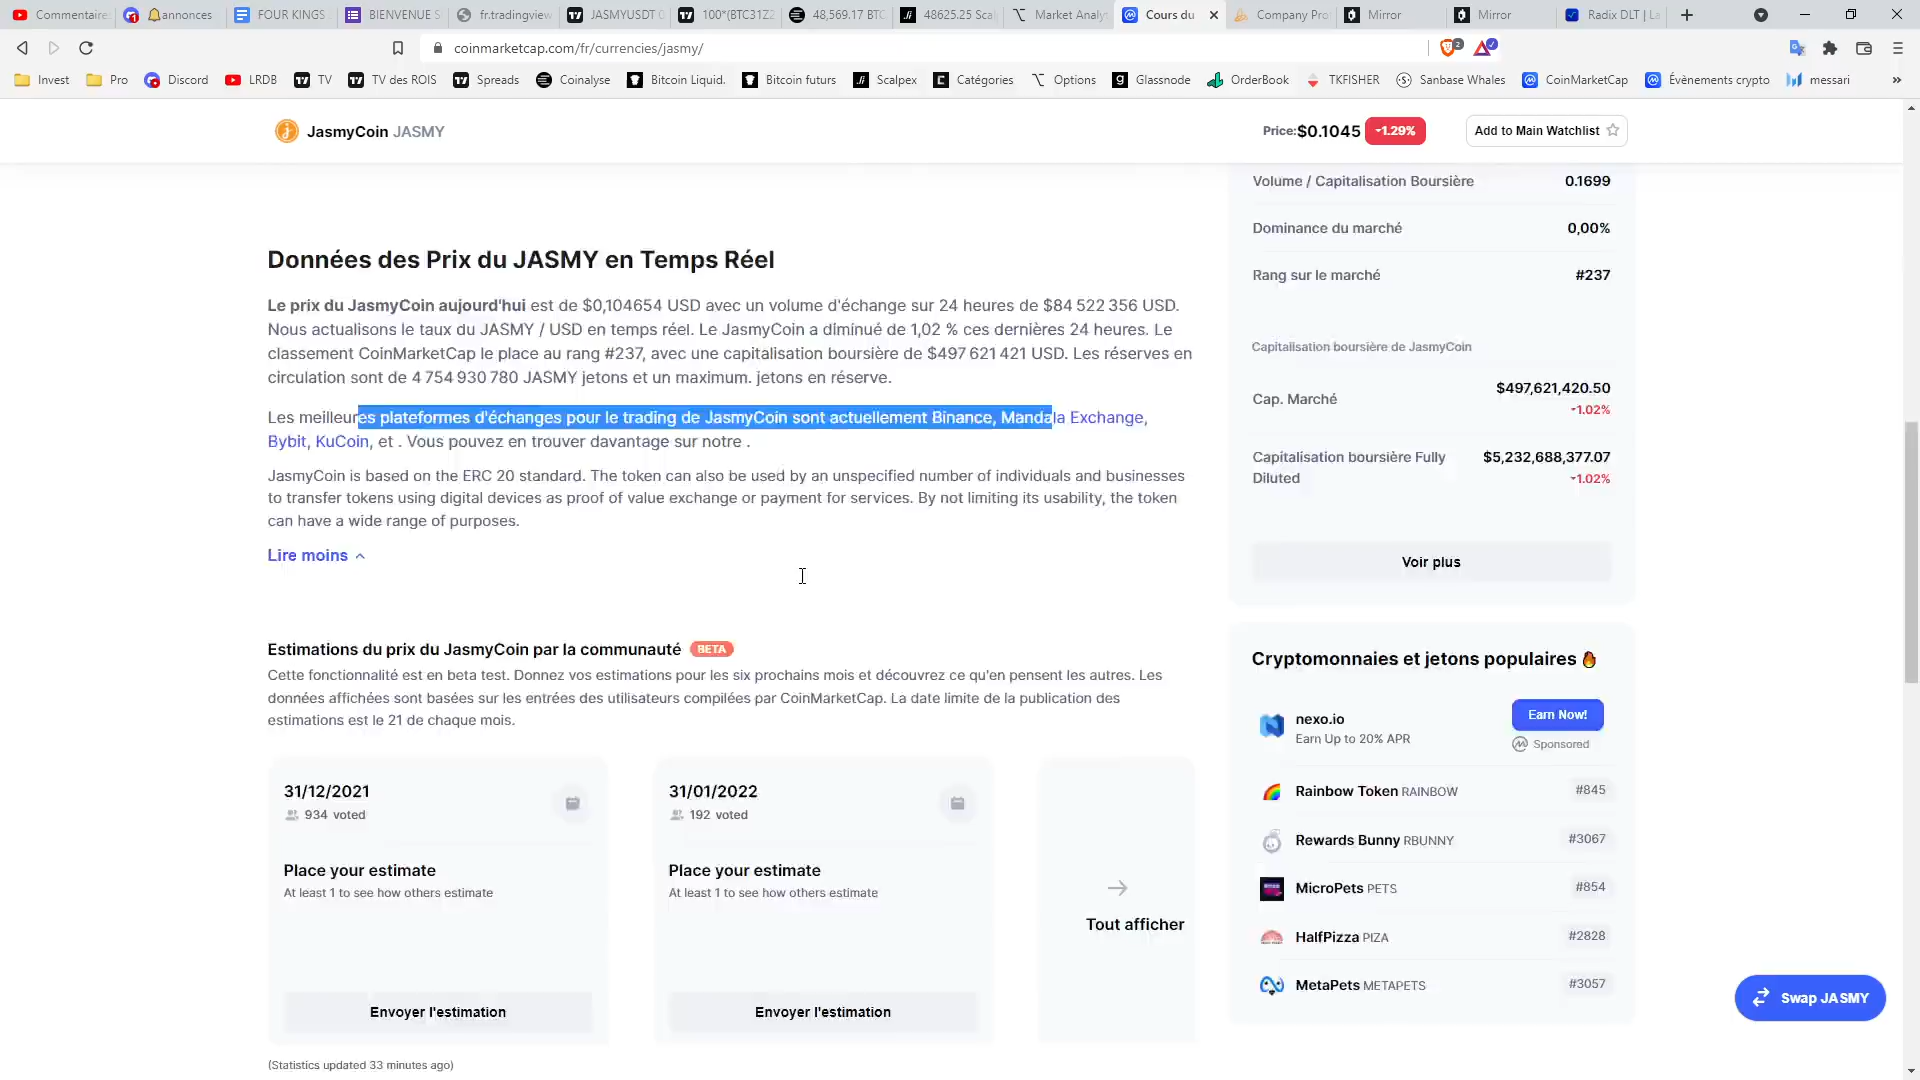 Commentaire
annonces
FOUR KINGS
BIENVENUE S
fr.tradingview
JASMYUSDT 0
100*(BTC31Z2
48,569.17 BTC
48625.25 Scal
Market Analy
Cours du
Company Pro
Mirror
Mirror
Radix DLT | La
coinmarketcap.com/fr/currencies/jasmy/
2
Invest
Pro
Discord
LRDB
TV
TV des ROIS
Spreads
Coinalyse
Bitcoin Liquid.
Bitcoin futurs
Scalpex
Catégories
Options
Glassnode
OrderBook
TKFISHER
Sanbase Whales
CoinMarketCap
Évènements crypto
messari
»
JasmyCoin JASMY
Price:$0.1045 -1.29%
Add to Main Watchlist
Volume / Capitalisation Boursière 0.1699
Dominance du marché 0,00%
Rang sur le marché #237
Capitalisation boursière de JasmyCoin
Cap. Marché $497,621,420.50
-1.02%
Capitalisation boursière Fully Diluted $5,232,688,377.07
-1.02%
Voir plus
Données des Prix du JASMY en Temps Réel
Le prix du JasmyCoin aujourd'hui est de $0,104654 USD avec un volume d'échange sur 24 heures de $84 522 356 USD.
Nous actualisons le taux du JASMY / USD en temps réel. Le JasmyCoin a diminué de 1,02 % ces dernières 24 heures. Le
classement CoinMarketCap le place au rang #237, avec une capitalisation boursière de $497 621 421 USD. Les réserves en
circulation sont de 4 754 930 780 JASMY jetons et un maximum. jetons en réserve.
Les meilleures plateformes d'échanges pour le trading de JasmyCoin sont actuellement Binance, Mandala Exchange,
Bybit, KuCoin, et . Vous pouvez en trouver davantage sur notre .
JasmyCoin is based on the ERC 20 standard. The token can also be used by an unspecified number of individuals and businesses
to transfer tokens using digital devices as proof of value exchange or payment for services. By not limiting its usability, the token
can have a wide range of purposes.
Lire moins
Estimations du prix du JasmyCoin par la communauté BETA
Cette fonctionnalité est en beta test. Donnez vos estimations pour les six prochains mois et découvrez ce qu'en pensent les autres. Les
données affichées sont basées sur les entrées des utilisateurs compilées par CoinMarketCap. La date limite de la publication des
estimations est le 21 de chaque mois.
31/12/2021
934 voted
Place your estimate
At least 1 to see how others estimate
Envoyer l'estimation
31/01/2022
192 voted
Place your estimate
At least 1 to see how others estimate
Envoyer l'estimation
Tout afficher
(Statistics updated 33 minutes ago)
Cryptomonnaies et jetons populaires
nexo.io
Earn Up to 20% APR
Earn Now!
Sponsored
Rainbow Token RAINBOW #845
Rewards Bunny RBUNNY #3067
MicroPets PETS #854
HalfPizza PIZA #2828
MetaPets METAPETS #3057
Swap JASMY